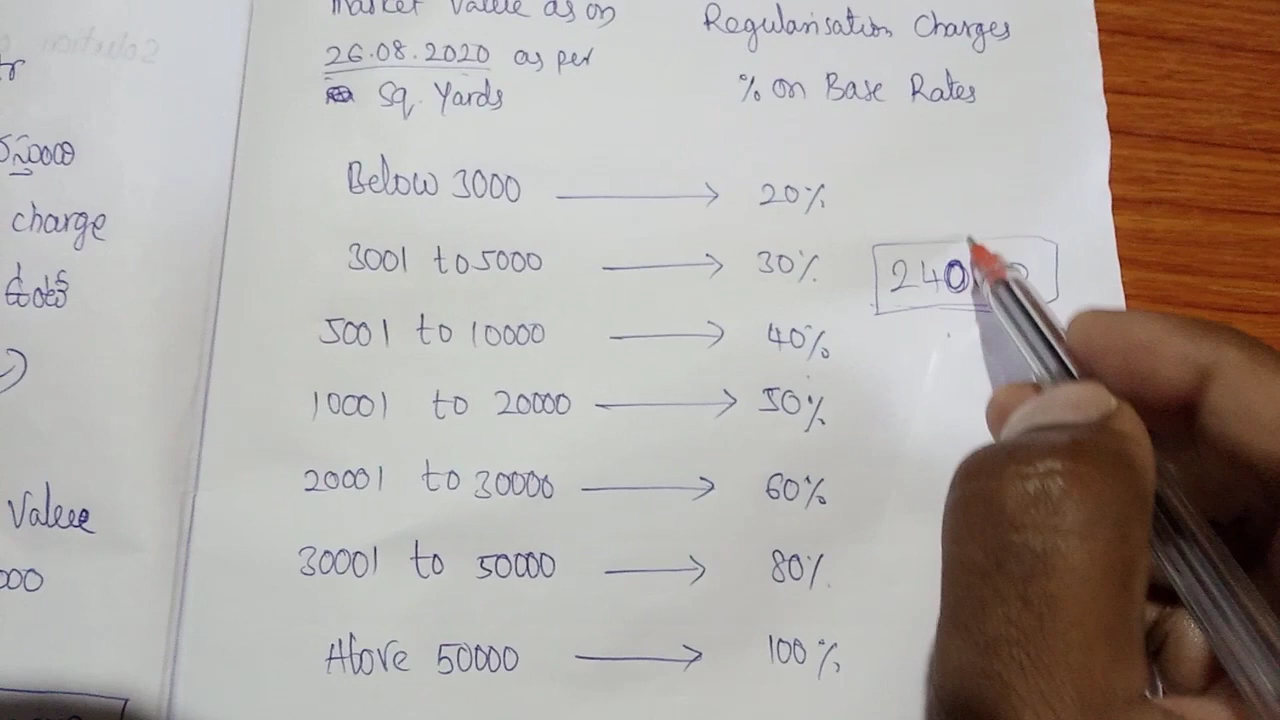 Market Value as on
26.08.2020 as per
Sq. Yards
Regularisation Charges
% on Base Rates
Below 3000 → 20%
3001 to 5000 → 30%
5001 to 10000 → 40%
10001 to 20000 → 50%
20001 to 30000 → 60%
30001 to 50000 → 80%
Above 50000 → 100%
charge
Value